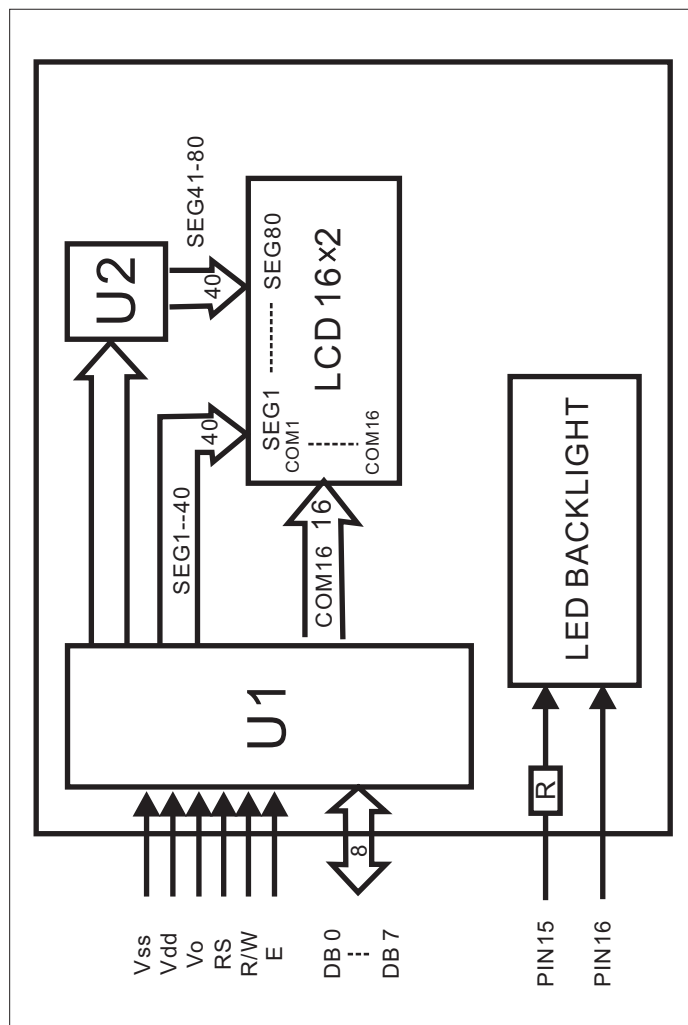 Vss
Vdd
Vo
RS
R/W
E
DB 0
DB 7
8
U1
U2
SEG1--40
40
SEG41-80
40
COM16 16
SEG1 SEG80
COM1
COM16
LCD 16×2
PIN15
R
PIN16
LED BACKLIGHT